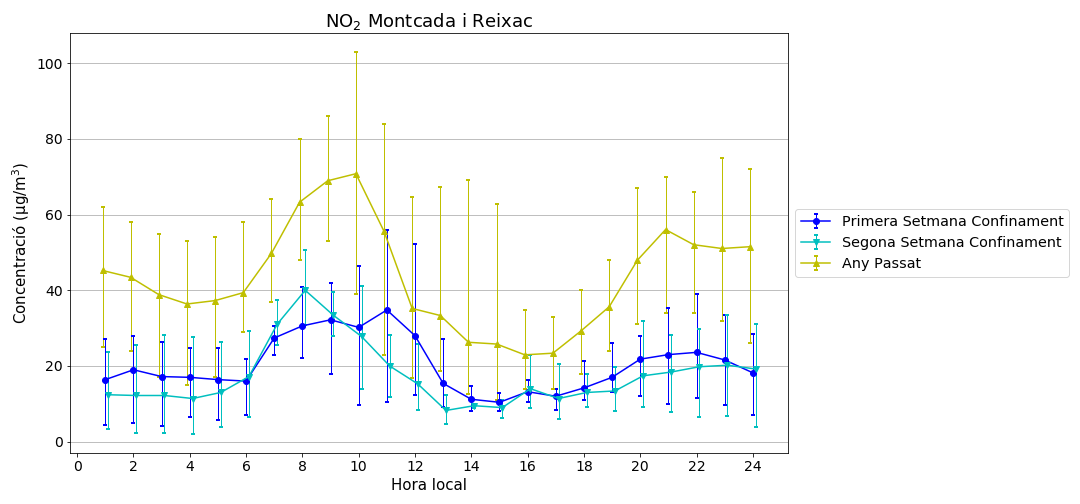 NO₂ Montcada i Reixac
Concentració (µg/m³)
100
80
60
40
20
0
0 2 4 6 8 10 12 14 16 18 20 22 24
Hora local
Primera Setmana Confinament
Segona Setmana Confinament
Any Passat